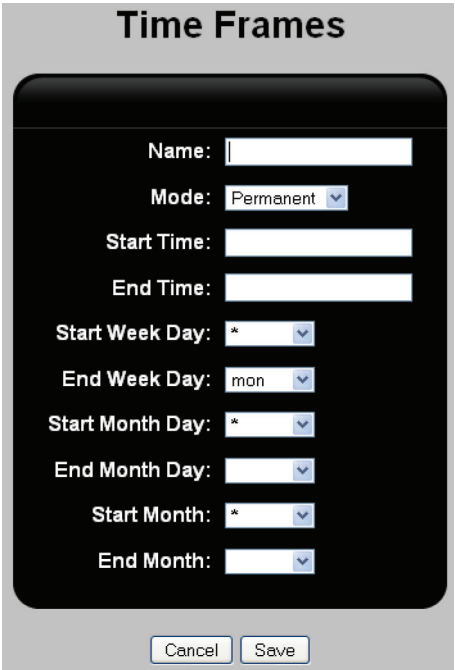 Time Frames
Name:
Mode: Permanent
Start Time:
End Time:
Start Week Day: *
End Week Day: mon
Start Month Day: *
End Month Day:
Start Month: *
End Month:
Cancel Save